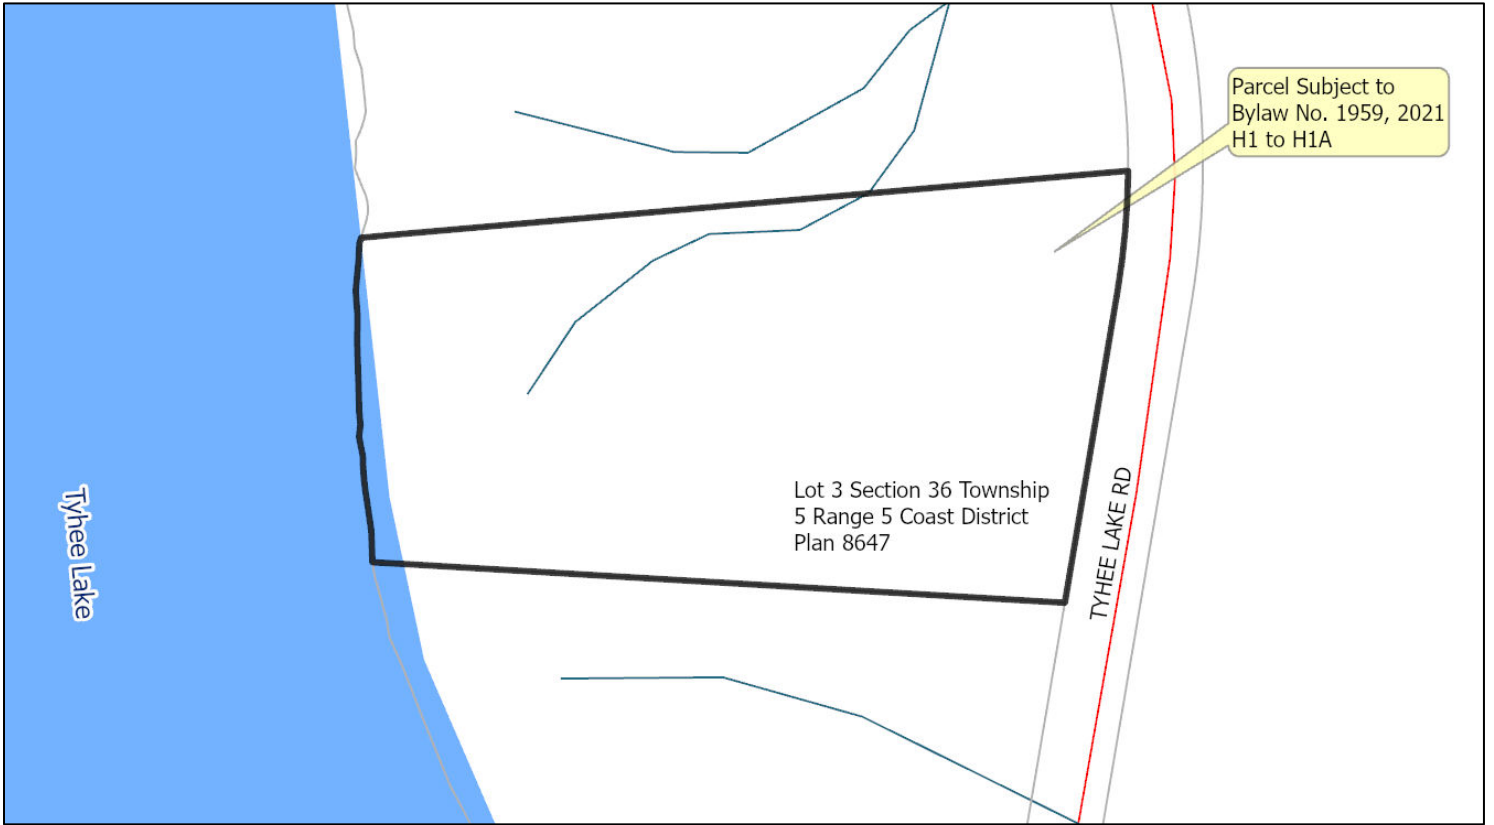 Parcel Subject to
Bylaw No. 1959, 2021
H1 to H1A
Lot 3 Section 36 Township
5 Range 5 Coast District
Plan 8647
TYHEE LAKE RD
Tyhee Lake